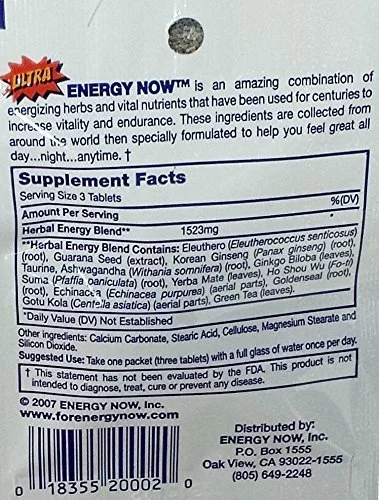 ULTRA
ENERGY NOW™ is an amazing combination of
energizing herbs and vital nutrients that have been used for centuries to
increase vitality and endurance. These ingredients are collected from
around the world then specially formulated to help you feel great all
day...night...anytime. †
Supplement Facts
Serving Size 3 Tablets
Amount Per Serving %(DV)
Herbal Energy Blend** 1523mg *
**Herbal Energy Blend Contains: Eleuthero (Eleutherococcus senticosus)
(root), Guarana Seed (extract), Korean Ginseng (Panax ginseng) (root),
Taurine, Ashwagandha (Withania somnifera) (root), Ginkgo Biloba (leaves),
Suma (Pfaffia paniculata) (root), Yerba Mate (leaves), Ho Shou Wu (Fo-ti)
(root), Echinacea (Echinacea purpurea) (aerial parts), Goldenseal (root),
Gotu Kola (Centella asiatica) (aerial parts), Green Tea (leaves).
*Daily Value (DV) Not Established
Other ingredients: Calcium Carbonate, Stearic Acid, Cellulose, Magnesium Stearate and
Silicon Dioxide.
Suggested Use: Take one packet (three tablets) with a full glass of water once per day.
† This statement has not been evaluated by the FDA. This product is not
intended to diagnose, treat, cure or prevent any disease.
© 2007 ENERGY NOW, Inc.
www.forenergynow.com
Distributed by:
ENERGY NOW, Inc.
P.O. Box 1555
Oak View, CA 93022-1555
(805) 649-2248
0 18355 20002 0